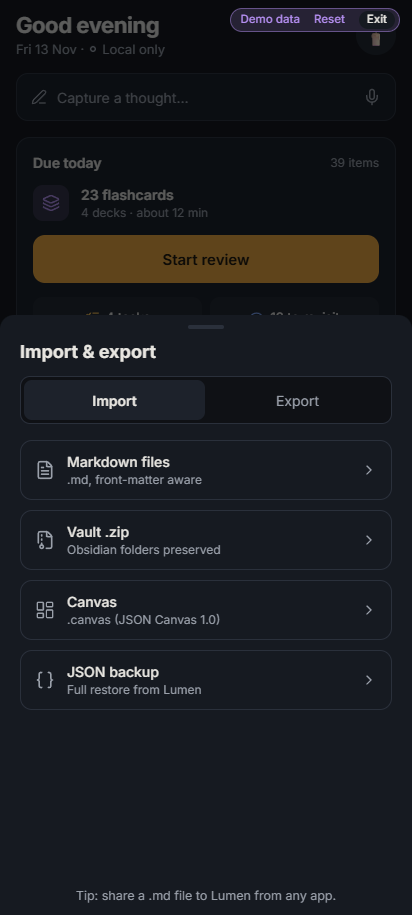 Good evening
Demo data Reset Exit
Fri 13 Nov · Local only
Capture a thought...
Due today 39 items
23 flashcards
4 decks · about 12 min
Start review
Import & export
Import Export
Markdown files
.md, front-matter aware
Vault .zip
Obsidian folders preserved
Canvas
.canvas (JSON Canvas 1.0)
JSON backup
Full restore from Lumen
Tip: share a .md file to Lumen from any app.